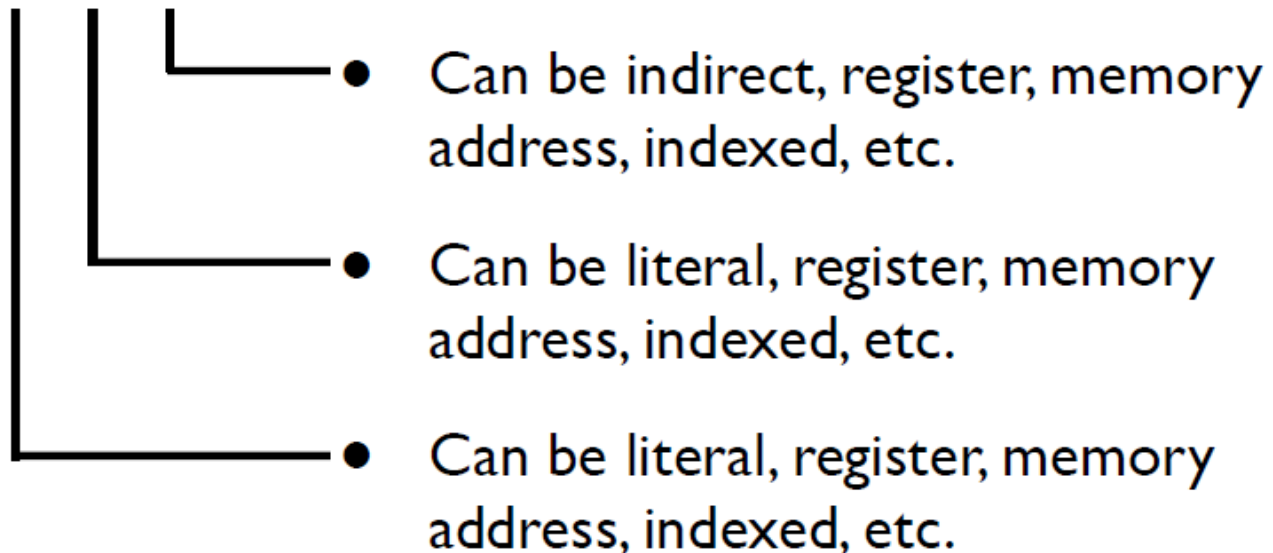 • Can be indirect, register, memory
address, indexed, etc.
• Can be literal, register, memory
address, indexed, etc.
• Can be literal, register, memory
address, indexed, etc.